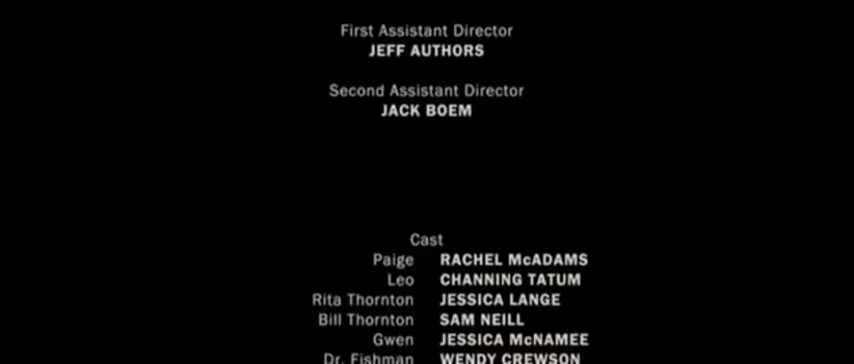 First Assistant Director
JEFF AUTHORS
Second Assistant Director
JACK BOEM
Cast
Paige RACHEL McADAMS
Leo CHANNING TATUM
Rita Thornton JESSICA LANGE
Bill Thornton SAM NEILL
Gwen JESSICA McNAMEE
Dr. Fishman WENDY CREWSON